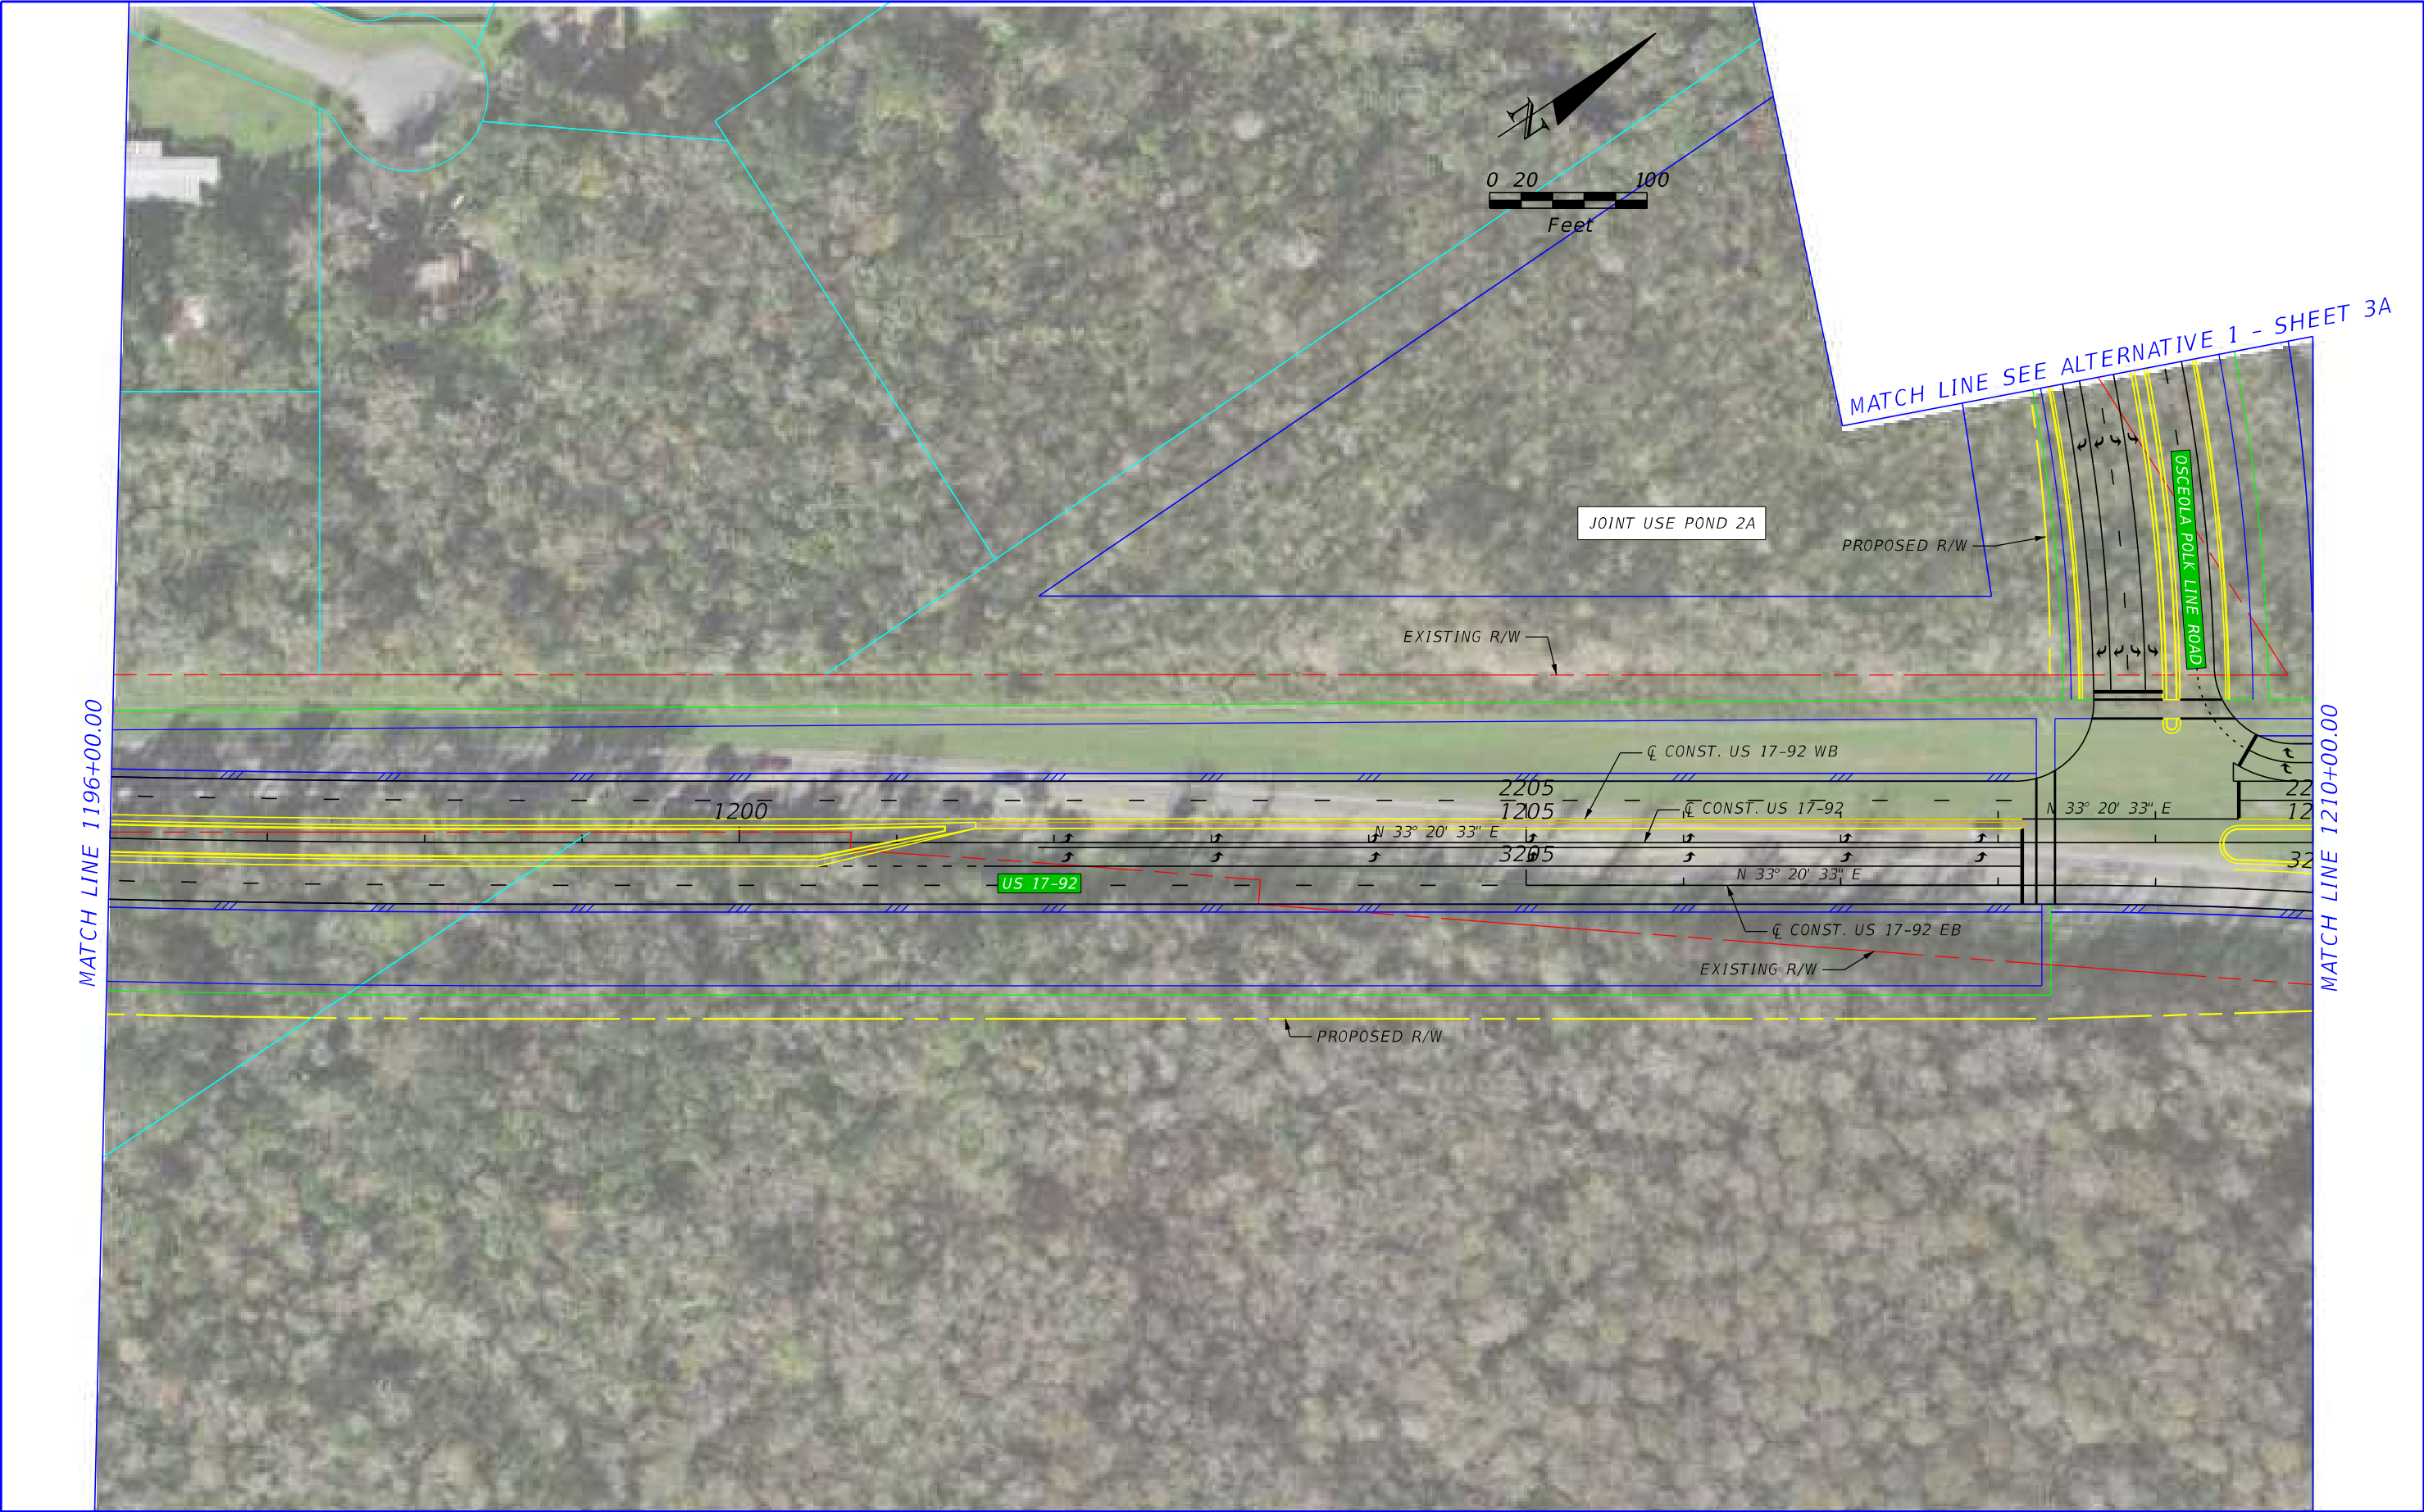 N
0 20 100
Feet
MATCH LINE SEE ALTERNATIVE 1 - SHEET 3A
JOINT USE POND 2A
PROPOSED R/W
OSCEOLA POLK LINE ROAD
EXISTING R/W
MATCH LINE 1196+00.00
MATCH LINE 1210+00.00
℄ CONST. US 17-92 WB
2205
22
1200
1205
℄ CONST. US 17-92
N 33° 20' 33" E
12
N 33° 20' 33" E
3205
32
N 33° 20' 33" E
US 17-92
℄ CONST. US 17-92 EB
EXISTING R/W
PROPOSED R/W